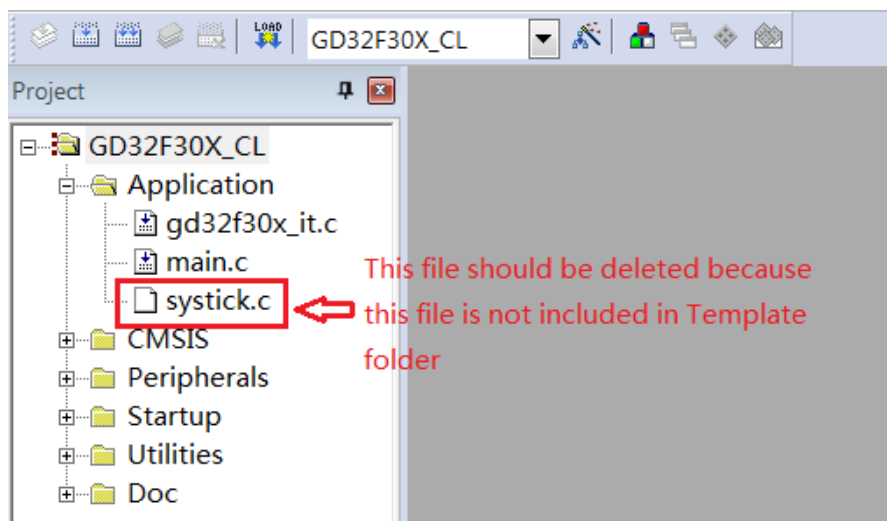 LOAD
GD32F30X_CL
Project
GD32F30X_CL
Application
gd32f30x_it.c
main.c
systick.c
This file should be deleted because
this file is not included in Template
folder
CMSIS
Peripherals
Startup
Utilities
Doc